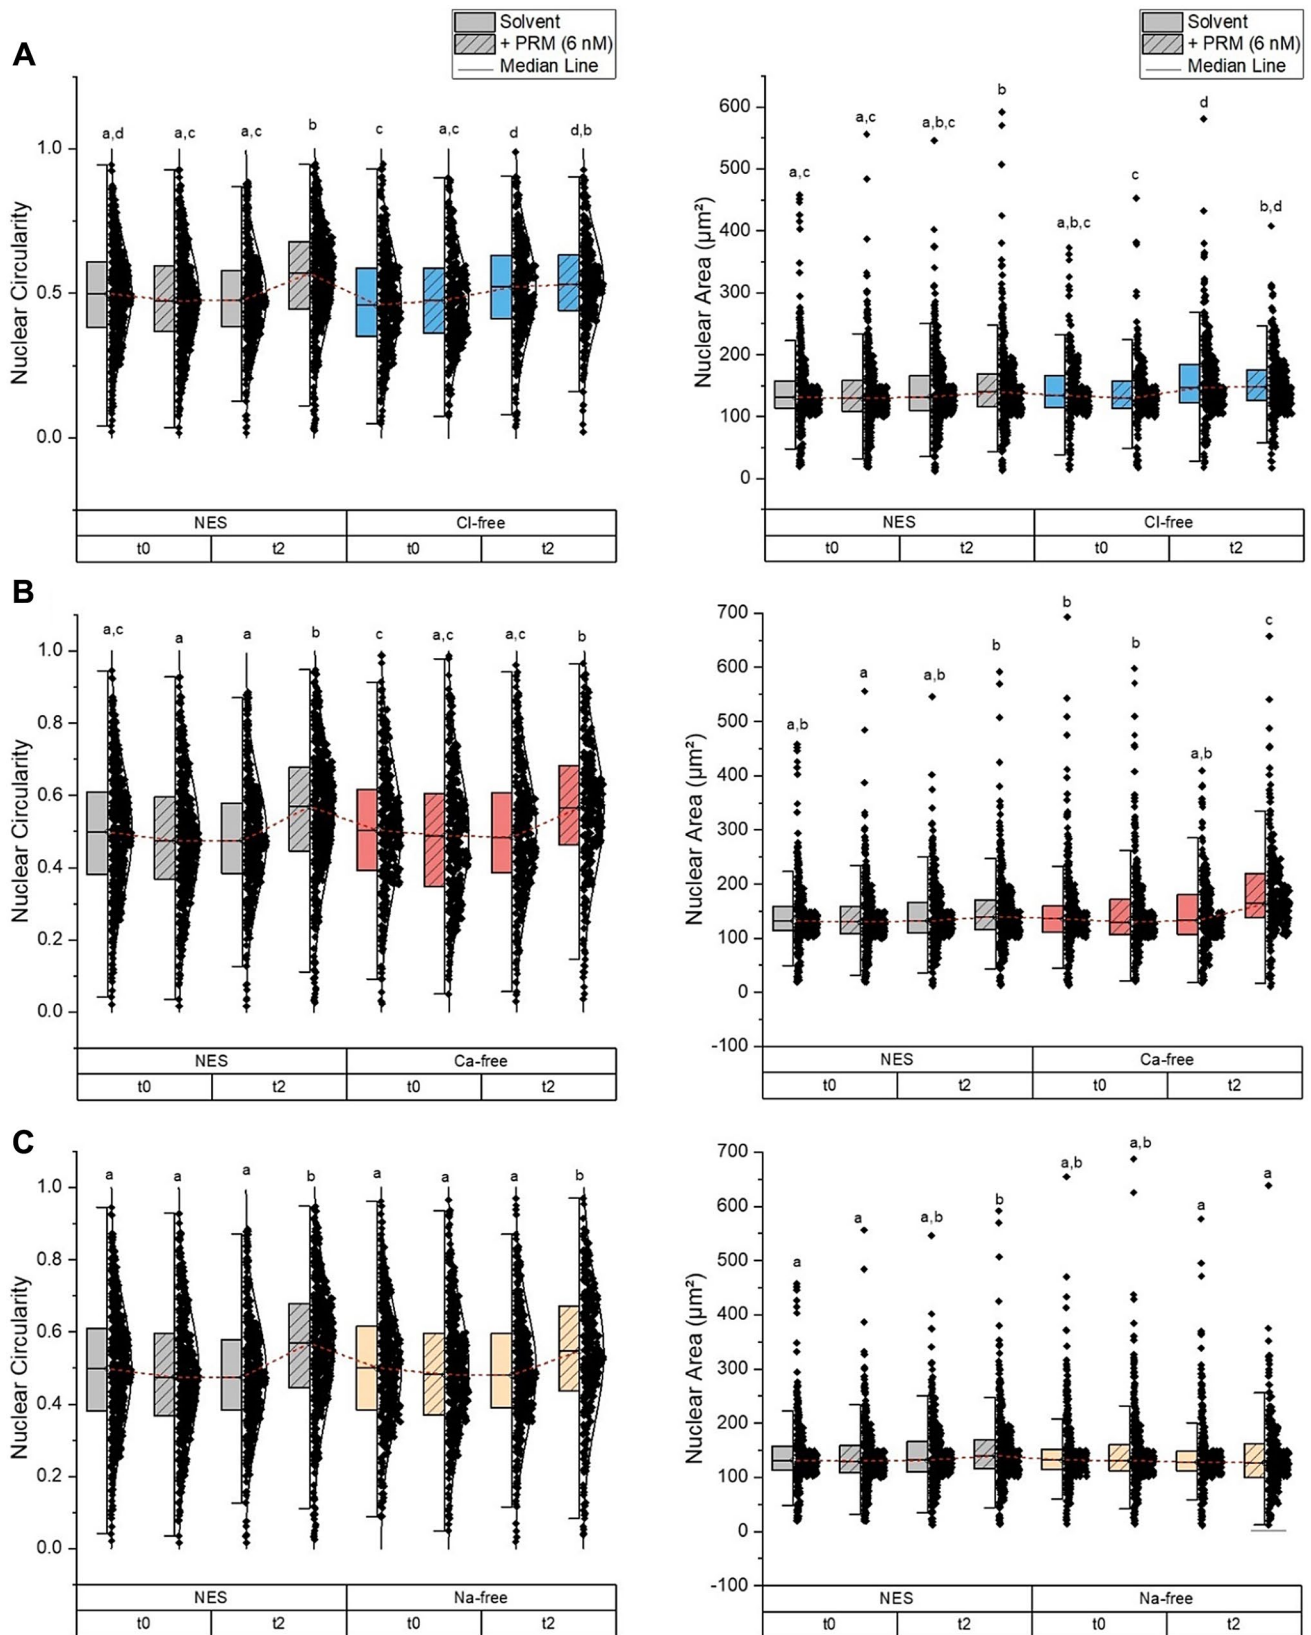 A
Solvent
+ PRM (6 nM)
Median Line
Nuclear Circularity
1.0
0.5
0.0
a,d
a,c
a,c
b
c
a,c
d
d,b
NES
Cl-free
t0
t2
t0
t2
Solvent
+ PRM (6 nM)
Median Line
Nuclear Area (µm²)
600
500
400
300
200
100
0
a,c
a,c
a,b,c
b
a,b,c
c
d
b,d
NES
Cl-free
t0
t2
t0
t2
B
Nuclear Circularity
1.0
0.8
0.6
0.4
0.2
0.0
a,c
a
a
b
c
a,c
a,c
b
NES
Ca-free
t0
t2
t0
t2
Nuclear Area (µm²)
700
600
500
400
300
200
100
0
-100
a,b
a
a,b
b
b
b
a,b
c
NES
Ca-free
t0
t2
t0
t2
C
Nuclear Circularity
1.0
0.8
0.6
0.4
0.2
0.0
a
a
a
b
a
a
a
b
NES
Na-free
t0
t2
t0
t2
Nuclear Area (µm²)
700
600
500
400
300
200
100
0
-100
a
a
a,b
b
a,b
a,b
a
a
NES
Na-free
t0
t2
t0
t2